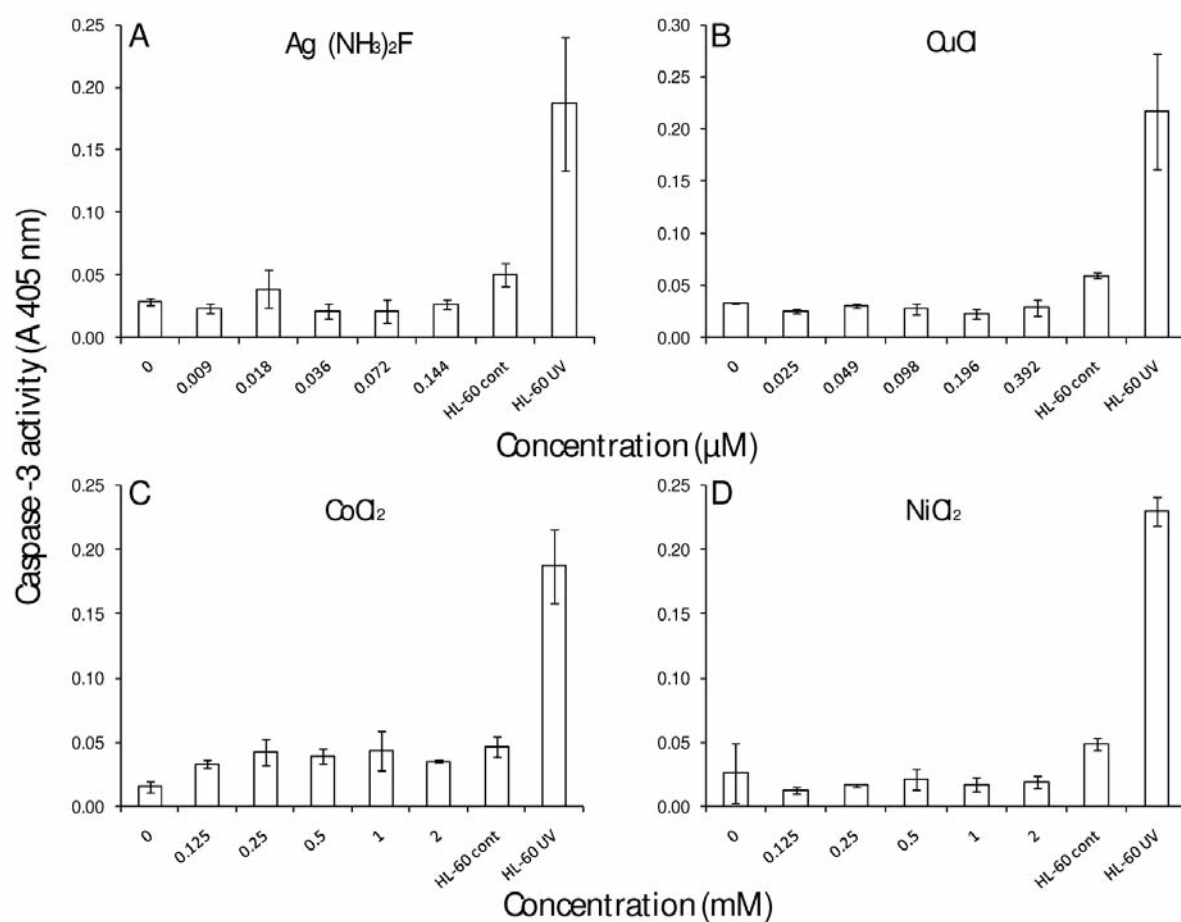 Caspase-3 activity (A 405 nm)
A
Ag (NH₃)₂F
0.25
0.20
0.15
0.10
0.05
0.00
0 0.009 0.018 0.036 0.072 0.144 HL-60 cont HL-60 UV
B
CuCl
0.30
0.25
0.20
0.15
0.10
0.05
0.00
0 0.025 0.049 0.098 0.196 0.392 HL-60 cont HL-60 UV
Concentration (µM)
C
CoCl₂
0.25
0.20
0.15
0.10
0.05
0.00
0 0.125 0.25 0.5 1 2 HL-60 cont HL-60 UV
D
NiCl₂
0.25
0.20
0.15
0.10
0.05
0.00
0 0.125 0.25 0.5 1 2 HL-60 cont HL-60 UV
Concentration (mM)